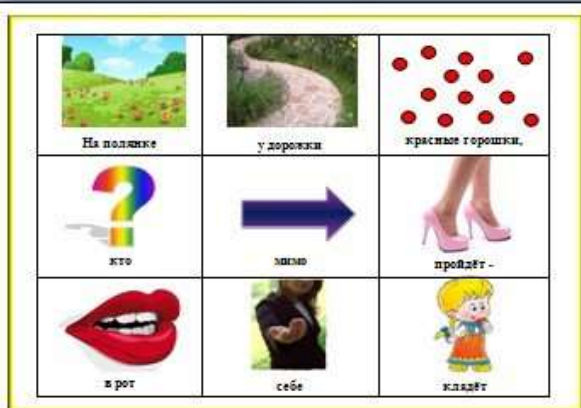 На полянке
у дорожки
красные горошки,
кто
мимо
пройдёт -
в рот
себе
кладёт